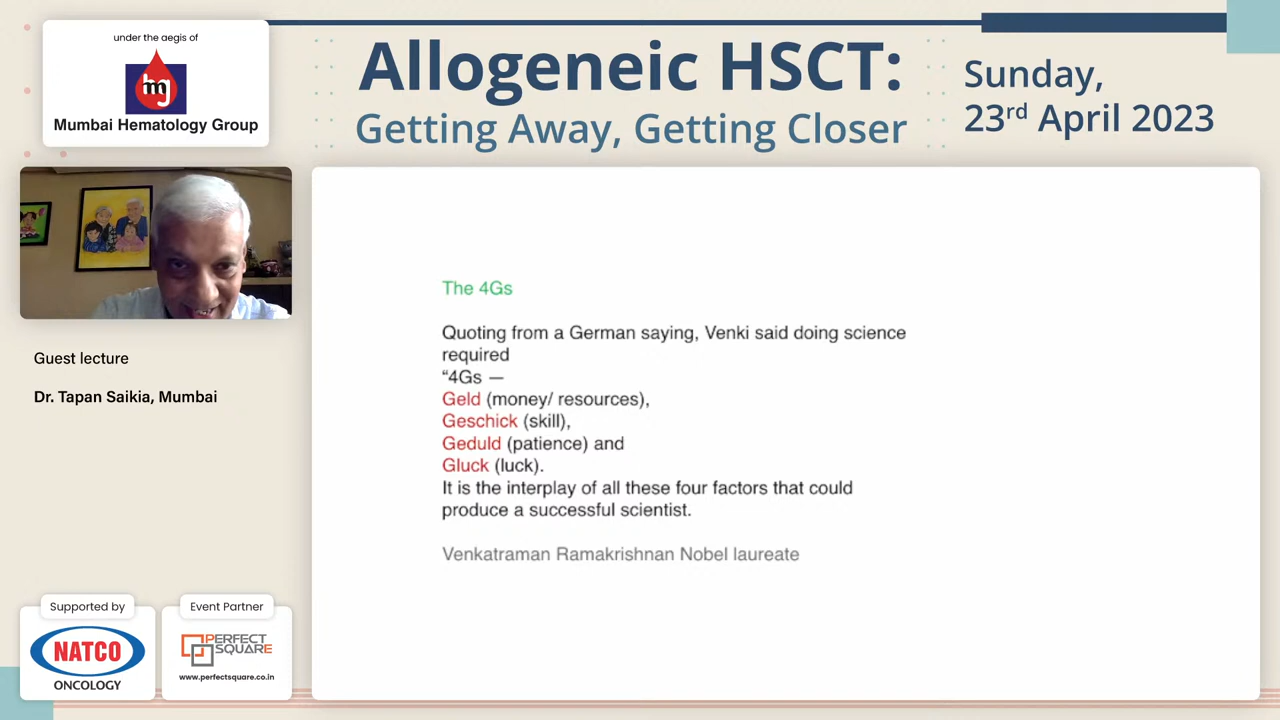 under the aegis of
mg
Mumbai Hematology Group
Allogeneic HSCT:
Getting Away, Getting Closer
Sunday,
23rd April 2023
Guest lecture
Dr. Tapan Saikia, Mumbai
The 4Gs
Quoting from a German saying, Venki said doing science
required
“4Gs —
Geld (money/ resources),
Geschick (skill),
Geduld (patience) and
Gluck (luck).
It is the interplay of all these four factors that could
produce a successful scientist.
Venkatraman Ramakrishnan Nobel laureate
Supported by
NATCO
ONCOLOGY
Event Partner
PERFECT
SQUARE
www.perfectsquare.co.in